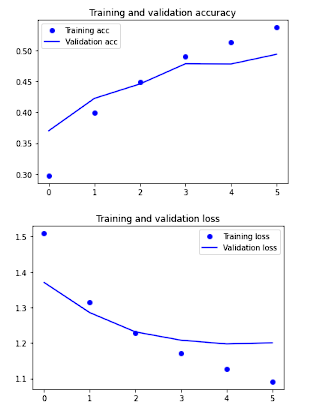 Training and validation accuracy
Training acc
Validation acc
0.50
0.45
0.40
0.35
0.30
0 1 2 3 4 5
Training and validation loss
Training loss
Validation loss
1.5
1.4
1.3
1.2
1.1
0 1 2 3 4 5